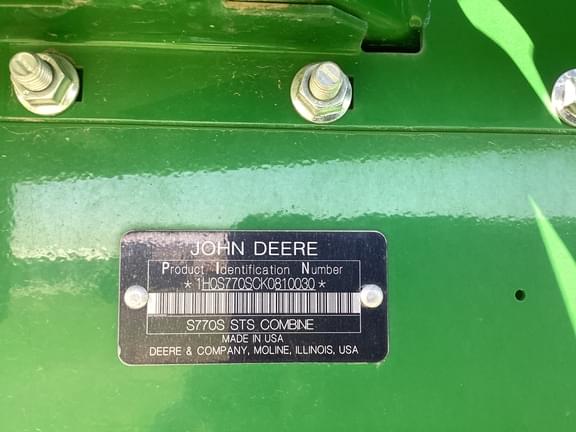 JOHN DEERE
Product Identification Number
*1H0S770SCK0810030*
S770S STS COMBINE
MADE IN USA
DEERE & COMPANY, MOLINE, ILLINOIS, USA